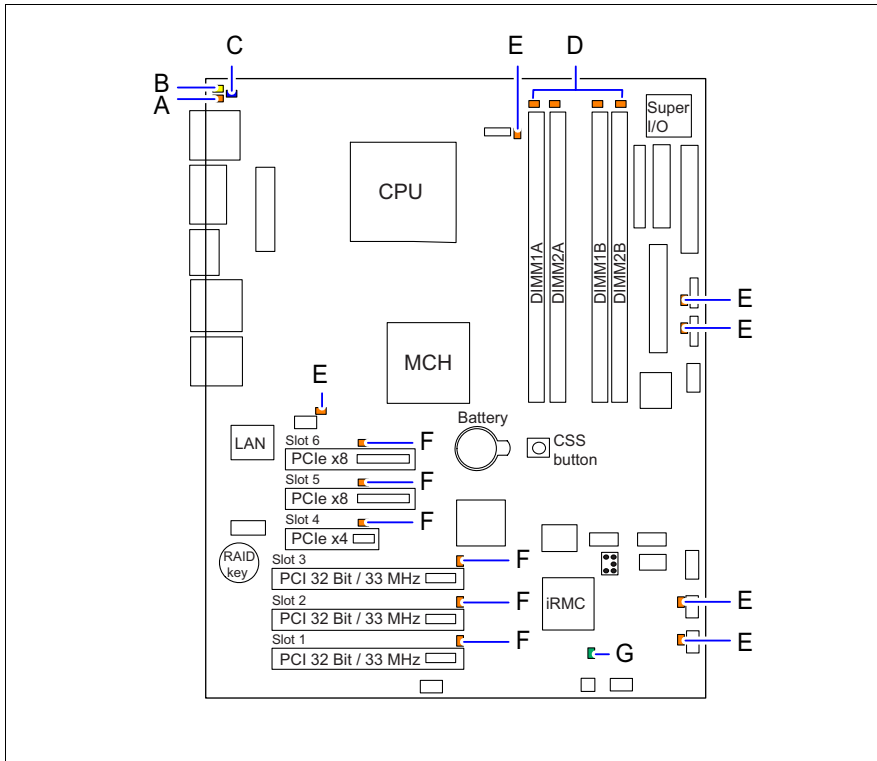 C
E
D
B
A
E
Super
I/O
CPU
DIMM1A
DIMM2A
DIMM1B
DIMM2B
E
E
MCH
E
Battery
LAN
Slot 6
F
CSS
button
PCIe x8
Slot 5
F
PCIe x8
Slot 4
F
PCIe x4
RAID
key
Slot 3
F
PCI 32 Bit / 33 MHz
Slot 2
F
iRMC
E
PCI 32 Bit / 33 MHz
Slot 1
F
E
G
PCI 32 Bit / 33 MHz